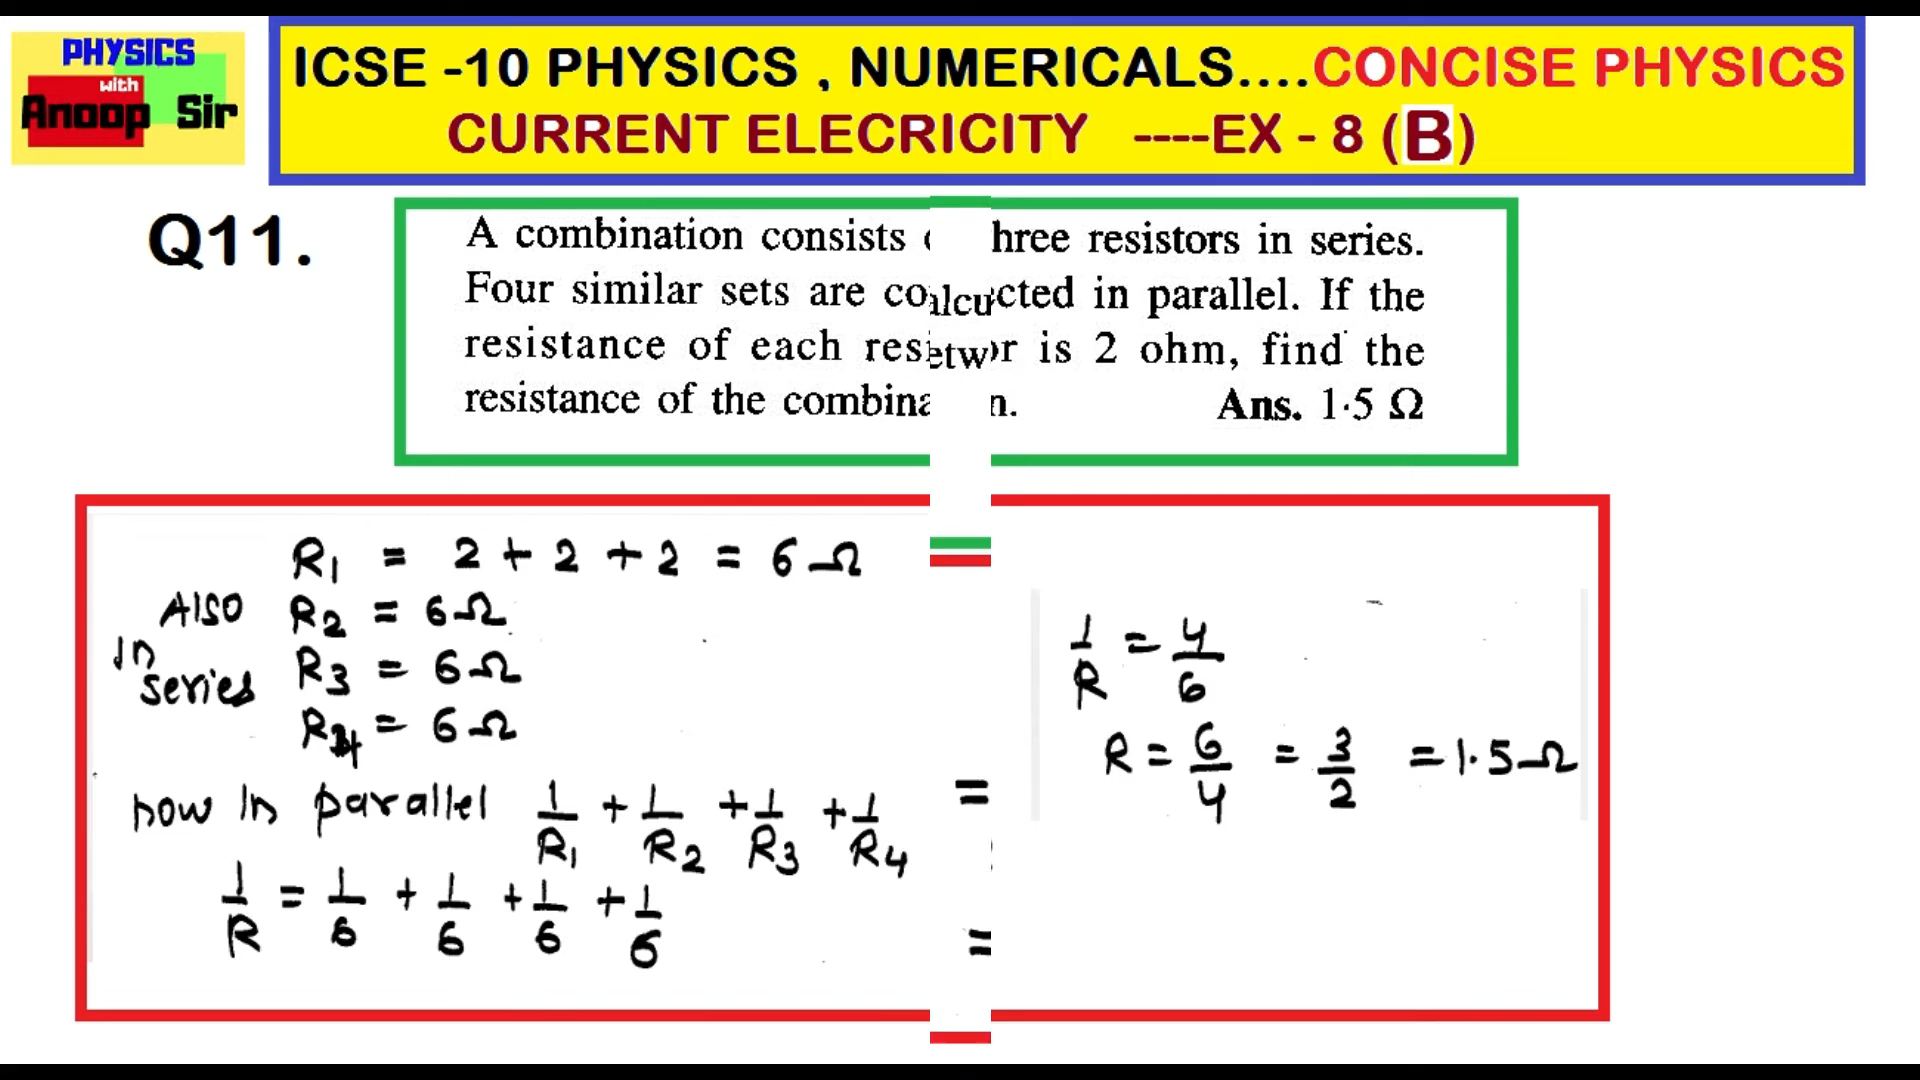 PHYSICS
with
Anoop Sir
ICSE -10 PHYSICS , NUMERICALS....CONCISE PHYSICS
CURRENT ELECRICITY ----EX - 8 (B)
Q11.
A combination consists hree resistors in series.
Four similar sets are co alcu cted in parallel. If the
resistance of each resi etw or is 2 ohm, find the
resistance of the combina n. Ans. 1·5 Ω
R1 = 2 + 2 + 2 = 6 Ω
Also R2 = 6 Ω
In series R3 = 6 Ω
R4 = 6 Ω
now In parallel 1/R1 + 1/R2 + 1/R3 + 1/R4 =
1/R = 1/6 + 1/6 + 1/6 + 1/6 =
1/R = 4/6
R = 6/4 = 3/2 = 1.5 Ω